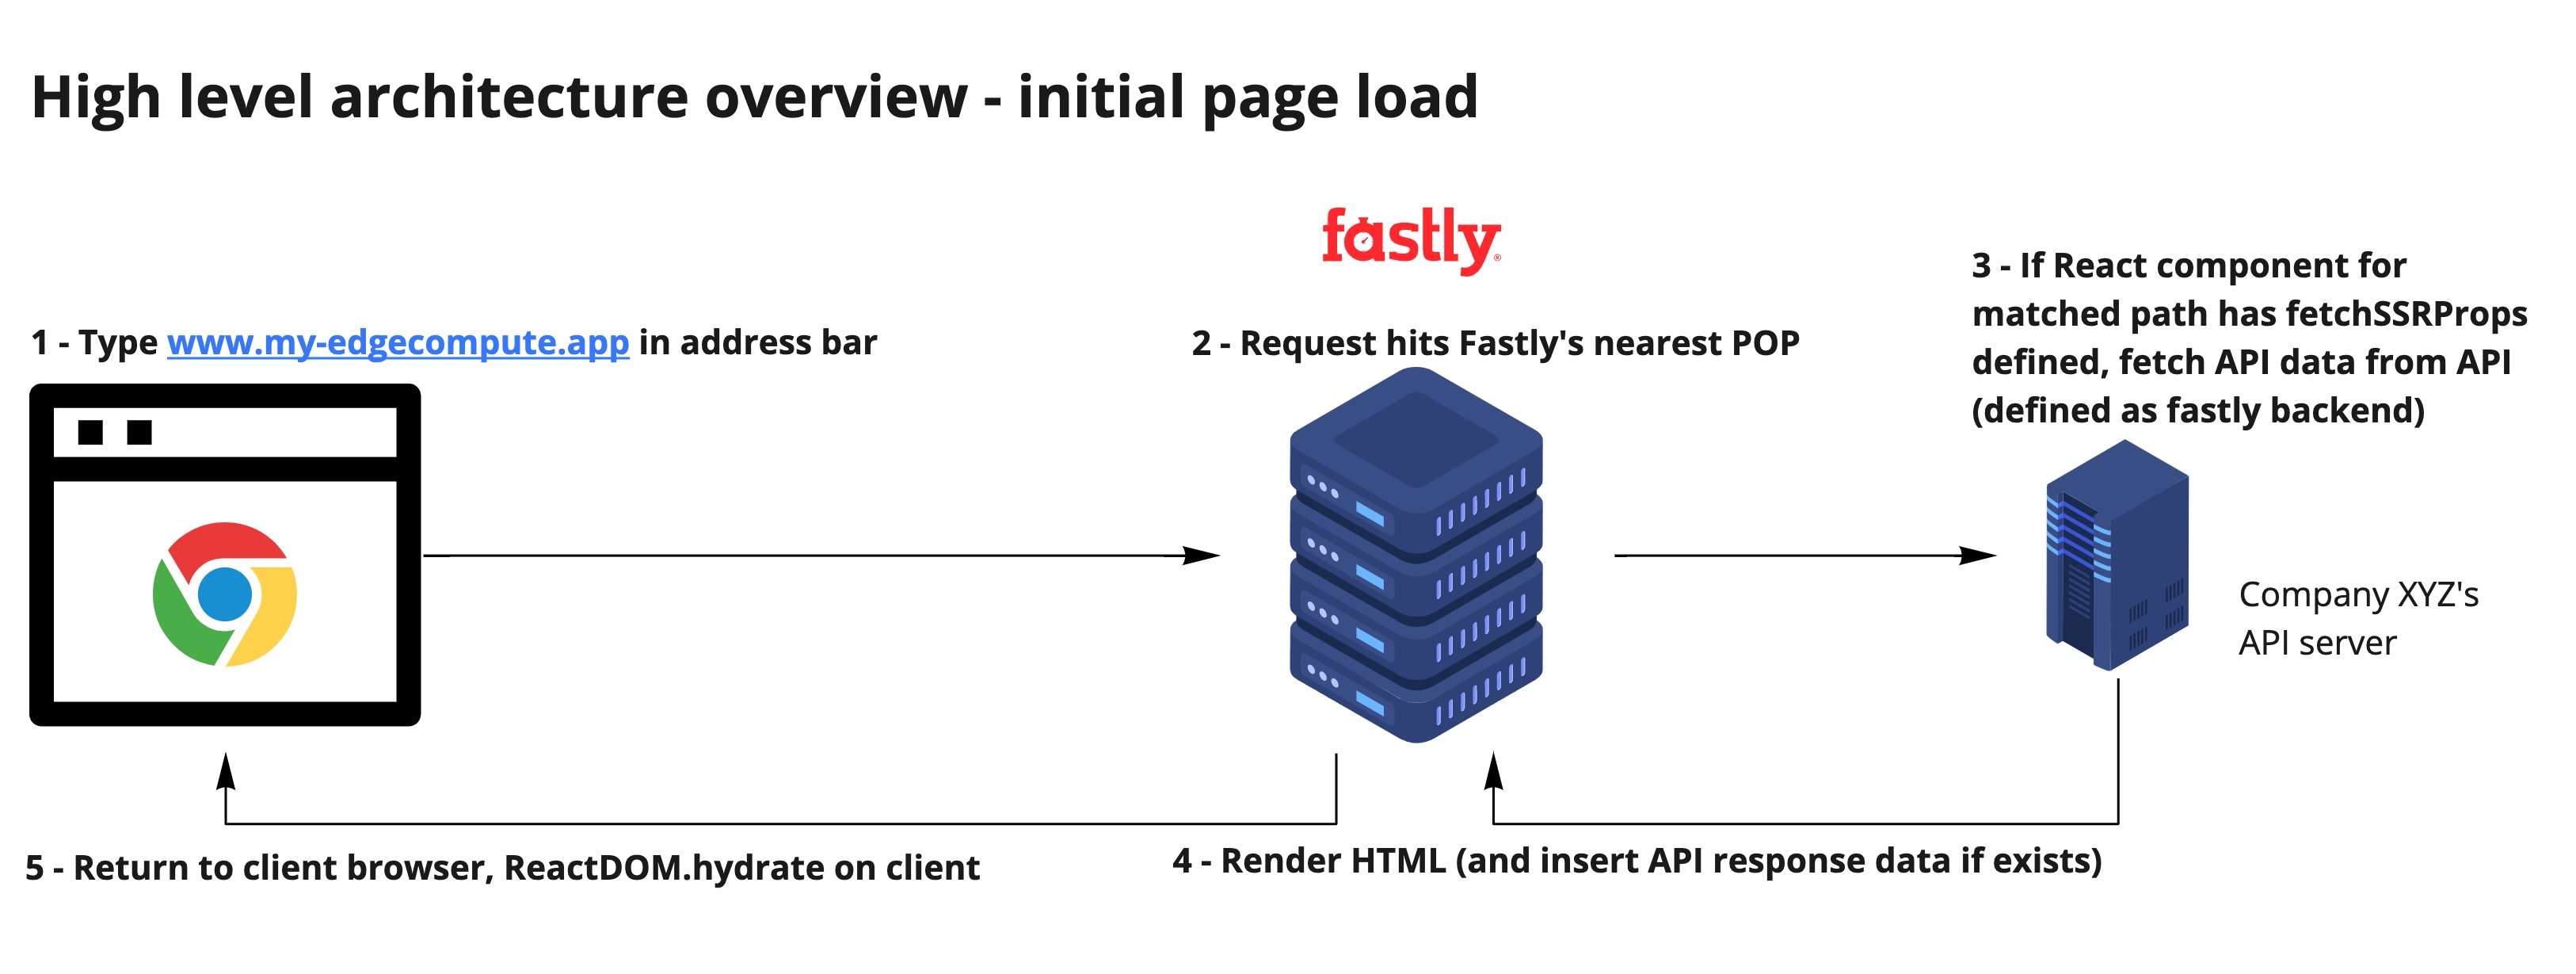 High level architecture overview - initial page load
fastly®
1 - Type www.my-edgecompute.app in address bar
2 - Request hits Fastly's nearest POP
3 - If React component for
matched path has fetchSSRProps
defined, fetch API data from API
(defined as fastly backend)
Company XYZ's
API server
4 - Render HTML (and insert API response data if exists)
5 - Return to client browser, ReactDOM.hydrate on client